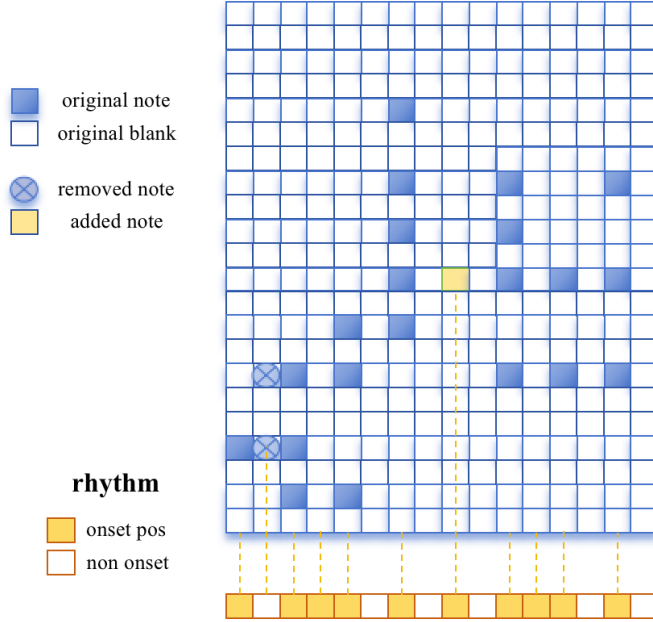 original note
original blank
removed note
added note
rhythm
onset pos
non onset